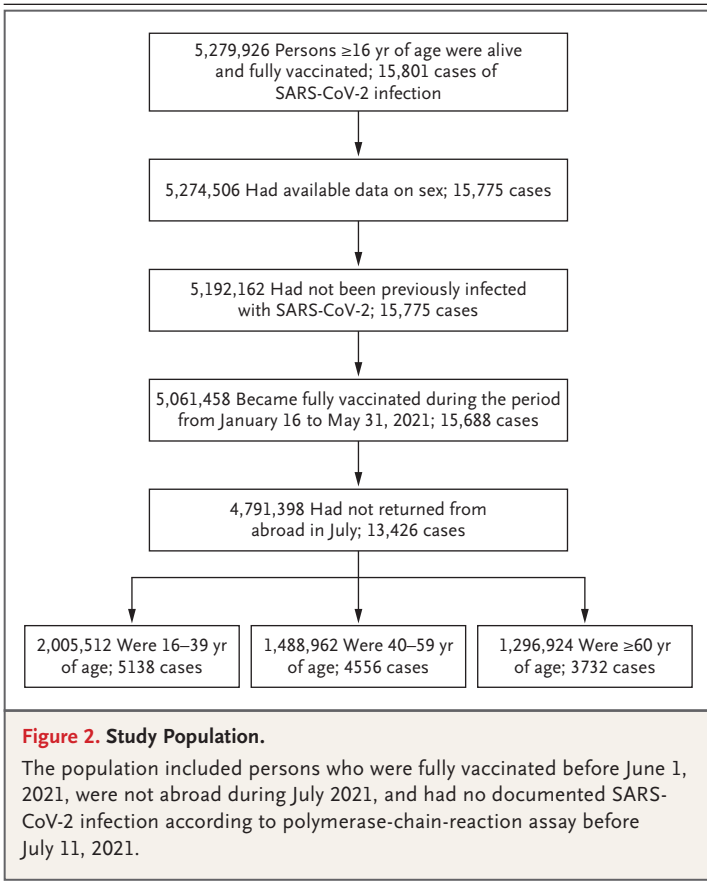 5,279,926 Persons ≥16 yr of age were alive
and fully vaccinated; 15,801 cases of
SARS-CoV-2 infection
5,274,506 Had available data on sex; 15,775 cases
5,192,162 Had not been previously infected
with SARS-CoV-2; 15,775 cases
5,061,458 Became fully vaccinated during the period
from January 16 to May 31, 2021; 15,688 cases
4,791,398 Had not returned from
abroad in July; 13,426 cases
2,005,512 Were 16–39 yr
of age; 5138 cases
1,488,962 Were 40–59 yr
of age; 4556 cases
1,296,924 Were ≥60 yr
of age; 3732 cases
Figure 2. Study Population.
The population included persons who were fully vaccinated before June 1,
2021, were not abroad during July 2021, and had no documented SARS-
CoV-2 infection according to polymerase-chain-reaction assay before
July 11, 2021.